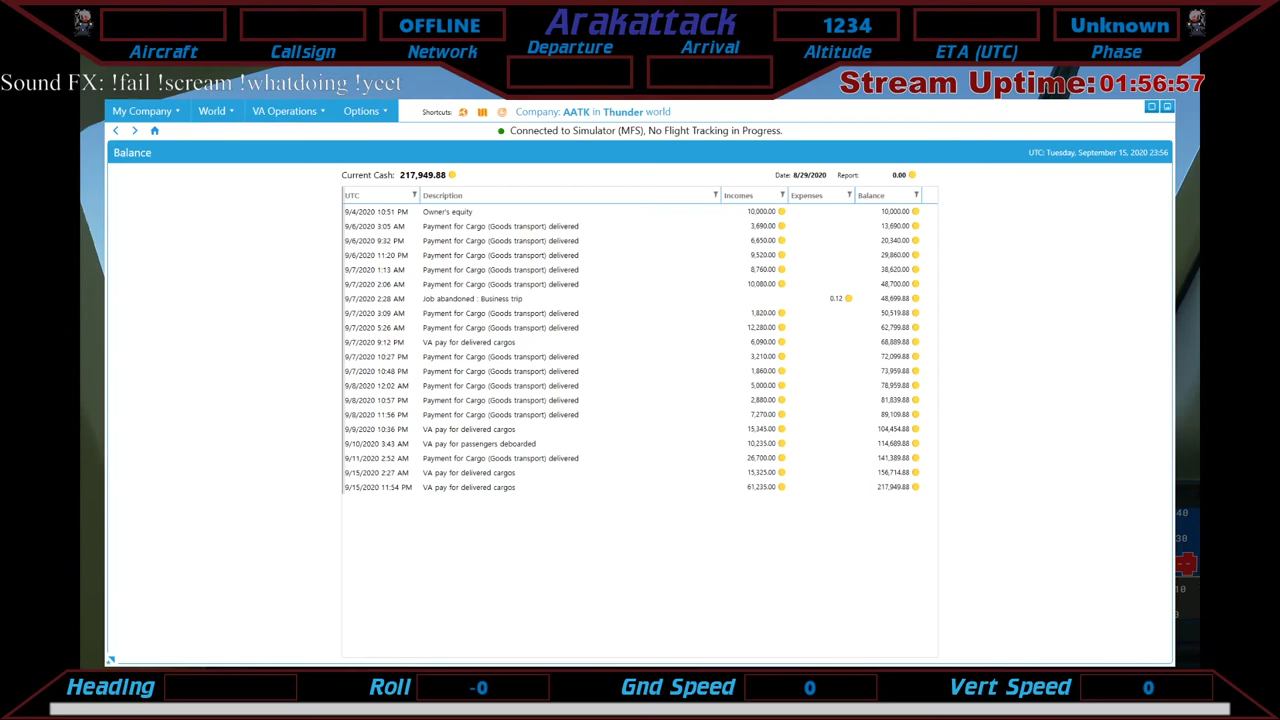 OFFLINE
Arakattack
1234
Unknown
Aircraft
Callsign
Network
Departure
Arrival
Altitude
ETA (UTC)
Phase
Sound FX: !fail !scream !whatdoing !yeet
Stream Uptime: 01:56:57
My Company World VA Operations Options Shortcuts: Company: AATK in Thunder world
Connected to Simulator (MFS), No Flight Tracking in Progress.
Balance UTC: Tuesday, September 15, 2020 23:56
Current Cash: 217,949.88 Date: 8/29/2020 Report: 0.00
UTC Description Incomes Expenses Balance
9/4/2020 10:51 PM Owner's equity 10,000.00 10,000.00
9/6/2020 3:05 AM Payment for Cargo (Goods transport) delivered 3,690.00 13,690.00
9/6/2020 9:32 PM Payment for Cargo (Goods transport) delivered 6,650.00 20,340.00
9/6/2020 11:20 PM Payment for Cargo (Goods transport) delivered 9,520.00 29,860.00
9/7/2020 1:13 AM Payment for Cargo (Goods transport) delivered 8,760.00 38,620.00
9/7/2020 2:06 AM Payment for Cargo (Goods transport) delivered 10,080.00 48,700.00
9/7/2020 2:28 AM Job abandoned : Business trip 0.12 48,699.88
9/7/2020 3:09 AM Payment for Cargo (Goods transport) delivered 1,820.00 50,519.88
9/7/2020 5:26 AM Payment for Cargo (Goods transport) delivered 12,280.00 62,799.88
9/7/2020 9:12 PM VA pay for delivered cargos 6,090.00 68,889.88
9/7/2020 10:27 PM Payment for Cargo (Goods transport) delivered 3,210.00 72,099.88
9/7/2020 10:48 PM Payment for Cargo (Goods transport) delivered 1,860.00 73,959.88
9/8/2020 12:02 AM Payment for Cargo (Goods transport) delivered 5,000.00 78,959.88
9/8/2020 10:57 PM Payment for Cargo (Goods transport) delivered 2,880.00 81,839.88
9/8/2020 11:56 PM Payment for Cargo (Goods transport) delivered 7,270.00 89,109.88
9/9/2020 10:36 PM VA pay for delivered cargos 15,345.00 104,454.88
9/10/2020 3:43 AM VA pay for passengers deboarded 10,235.00 114,689.88
9/11/2020 2:52 AM Payment for Cargo (Goods transport) delivered 26,700.00 141,389.88
9/15/2020 2:27 AM VA pay for delivered cargos 15,325.00 156,714.88
9/15/2020 11:54 PM VA pay for delivered cargos 61,235.00 217,949.88
40
30
--
10
Heading
Roll -0
Gnd Speed 0
Vert Speed 0